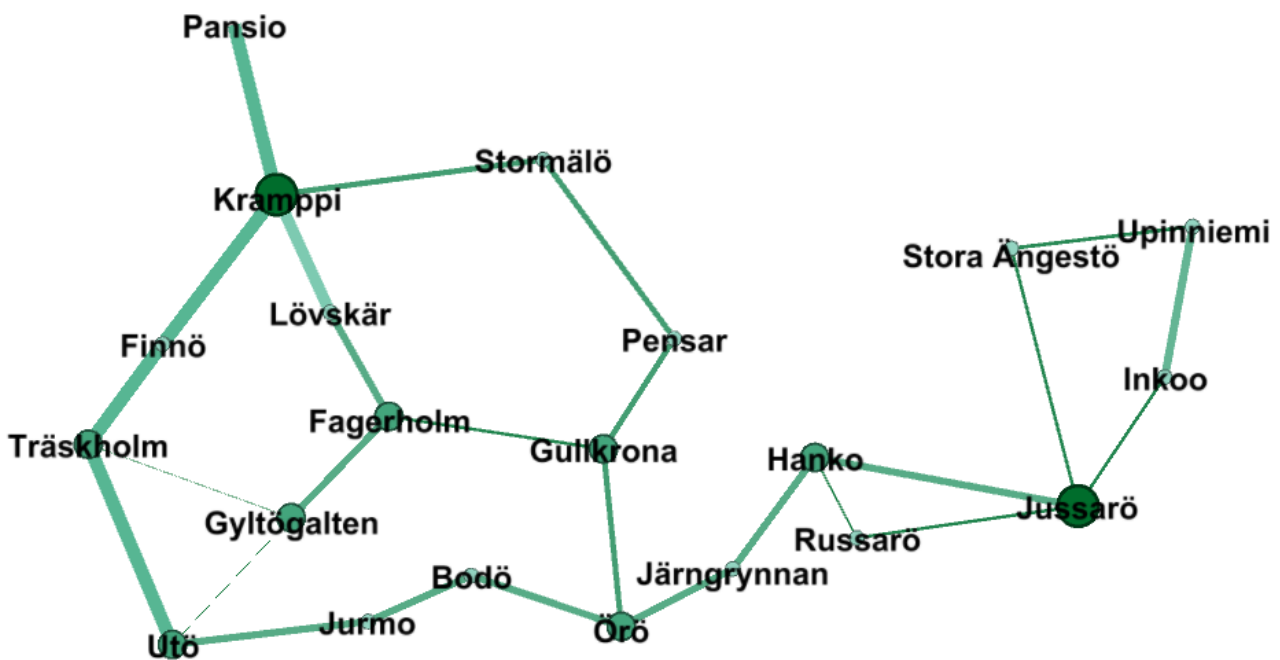 Pansio
Stormälö
Kramppi
Upinniemi
Stora Ängestö
Lövskär
Pensar
Finnö
Inkoo
Fagerholm
Träskholm
Gullkrona
Hanko
Jussarö
Gyltögalten
Russarö
Bodö
Järngrynnan
Jurmo
Örö
Utö